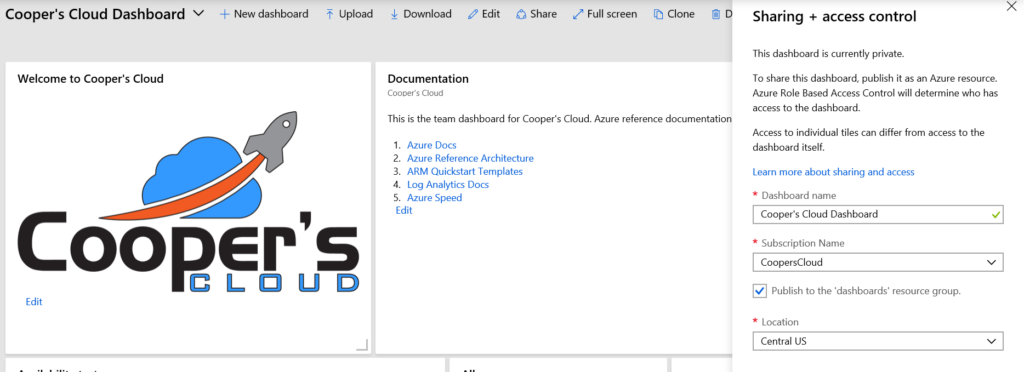 Cooper's Cloud Dashboard
New dashboard
Upload
Download
Edit
Share
Full screen
Clone
Welcome to Cooper's Cloud
Cooper's
CLOUD
Edit
Documentation
Cooper's Cloud
This is the team dashboard for Cooper's Cloud. Azure reference documentation
1. Azure Docs
2. Azure Reference Architecture
3. ARM Quickstart Templates
4. Log Analytics Docs
5. Azure Speed
Edit
Sharing + access control
This dashboard is currently private.
To share this dashboard, publish it as an Azure resource.
Azure Role Based Access Control will determine who has
access to the dashboard.
Access to individual tiles can differ from access to the
dashboard itself.
Learn more about sharing and access
* Dashboard name
Cooper's Cloud Dashboard
* Subscription Name
CoopersCloud
Publish to the 'dashboards' resource group.
* Location
Central US